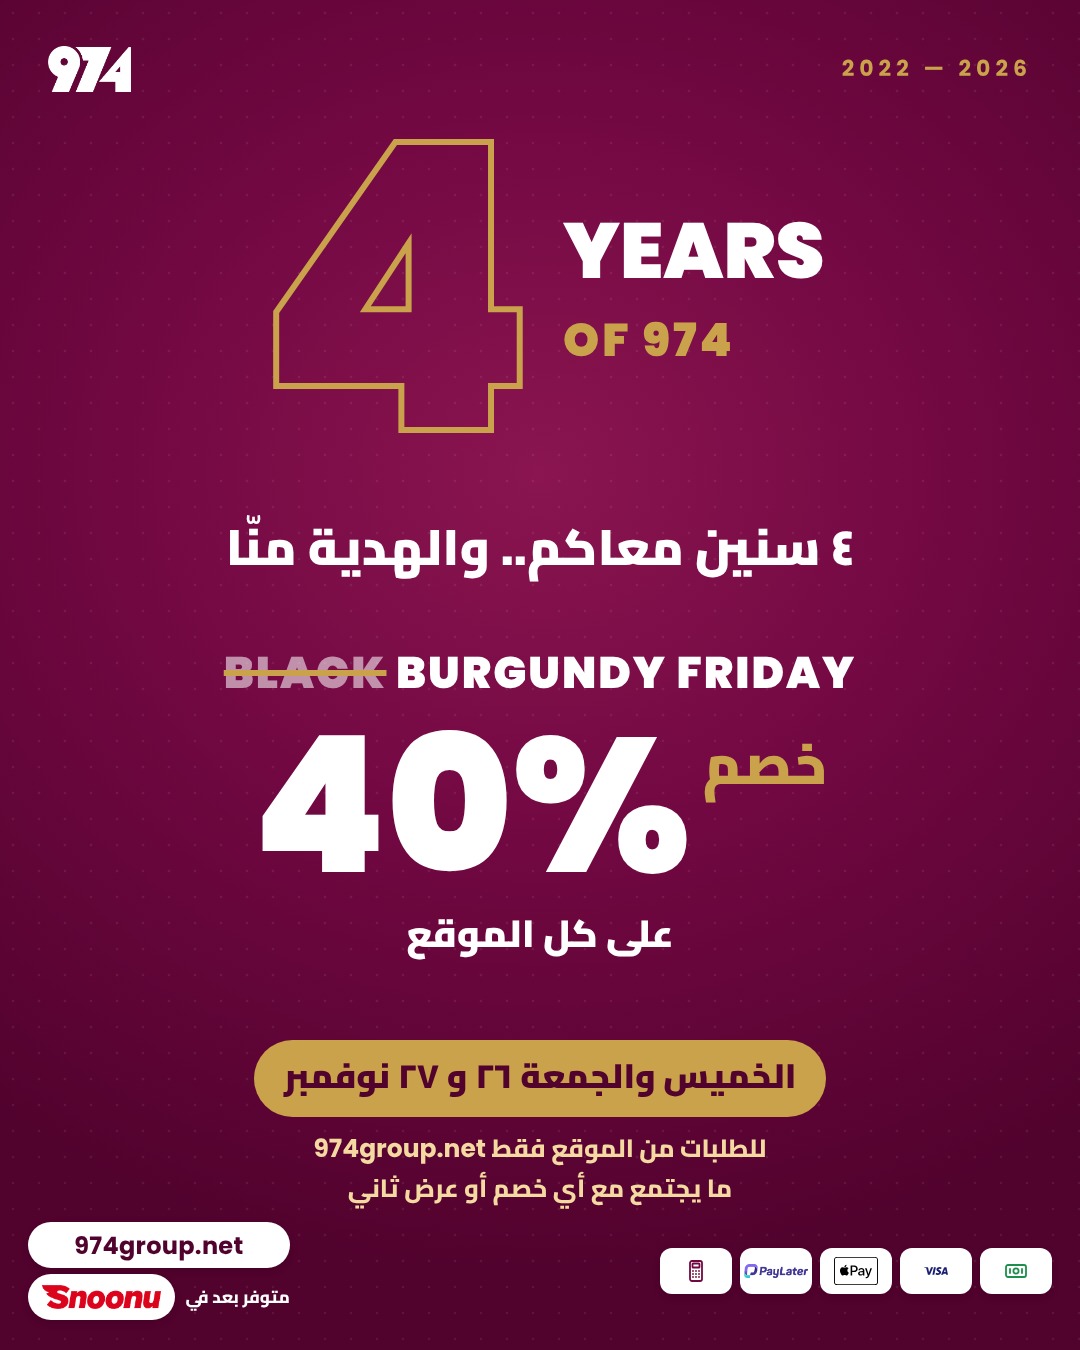 974
2022 — 2026
4
YEARS
OF 974
٤ سنين معاكم.. والهدية منّا
BLACK BURGUNDY FRIDAY
خصم 40%
على كل الموقع
الخميس والجمعة ٢٦ و ٢٧ نوفمبر
للطلبات من الموقع فقط 974group.net
ما يجتمع مع أي خصم أو عرض ثاني
974group.net
متوفر بعد في Snoonu
PayLater
Pay
VISA